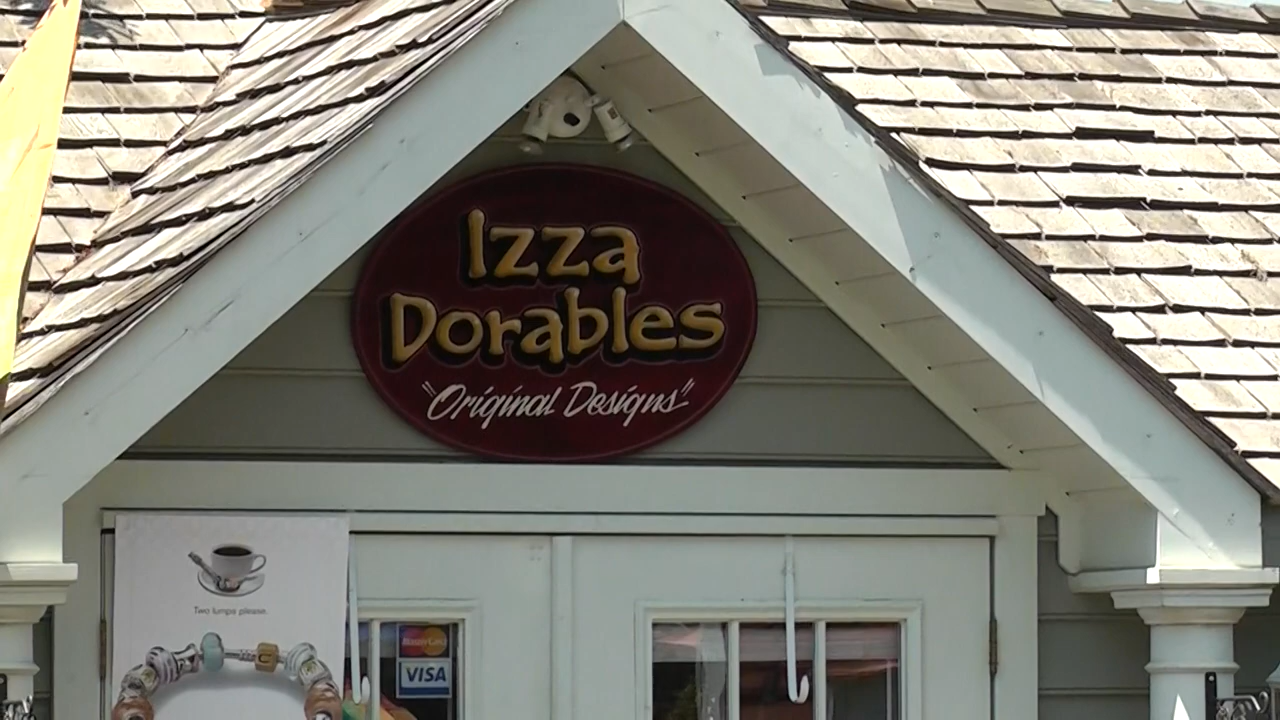 Izza
Dorables
"Original Designs"
Two lumps please.
MasterCard
VISA